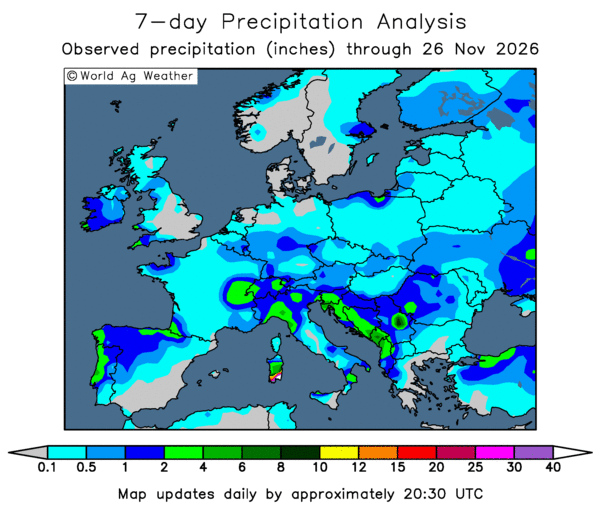 7-day Precipitation Analysis
Observed precipitation (inches) through 26 Nov 2026
© World Ag Weather
0.1 0.5 1 2 4 6 8 10 12 15 20 25 30 40
Map updates daily by approximately 20:30 UTC